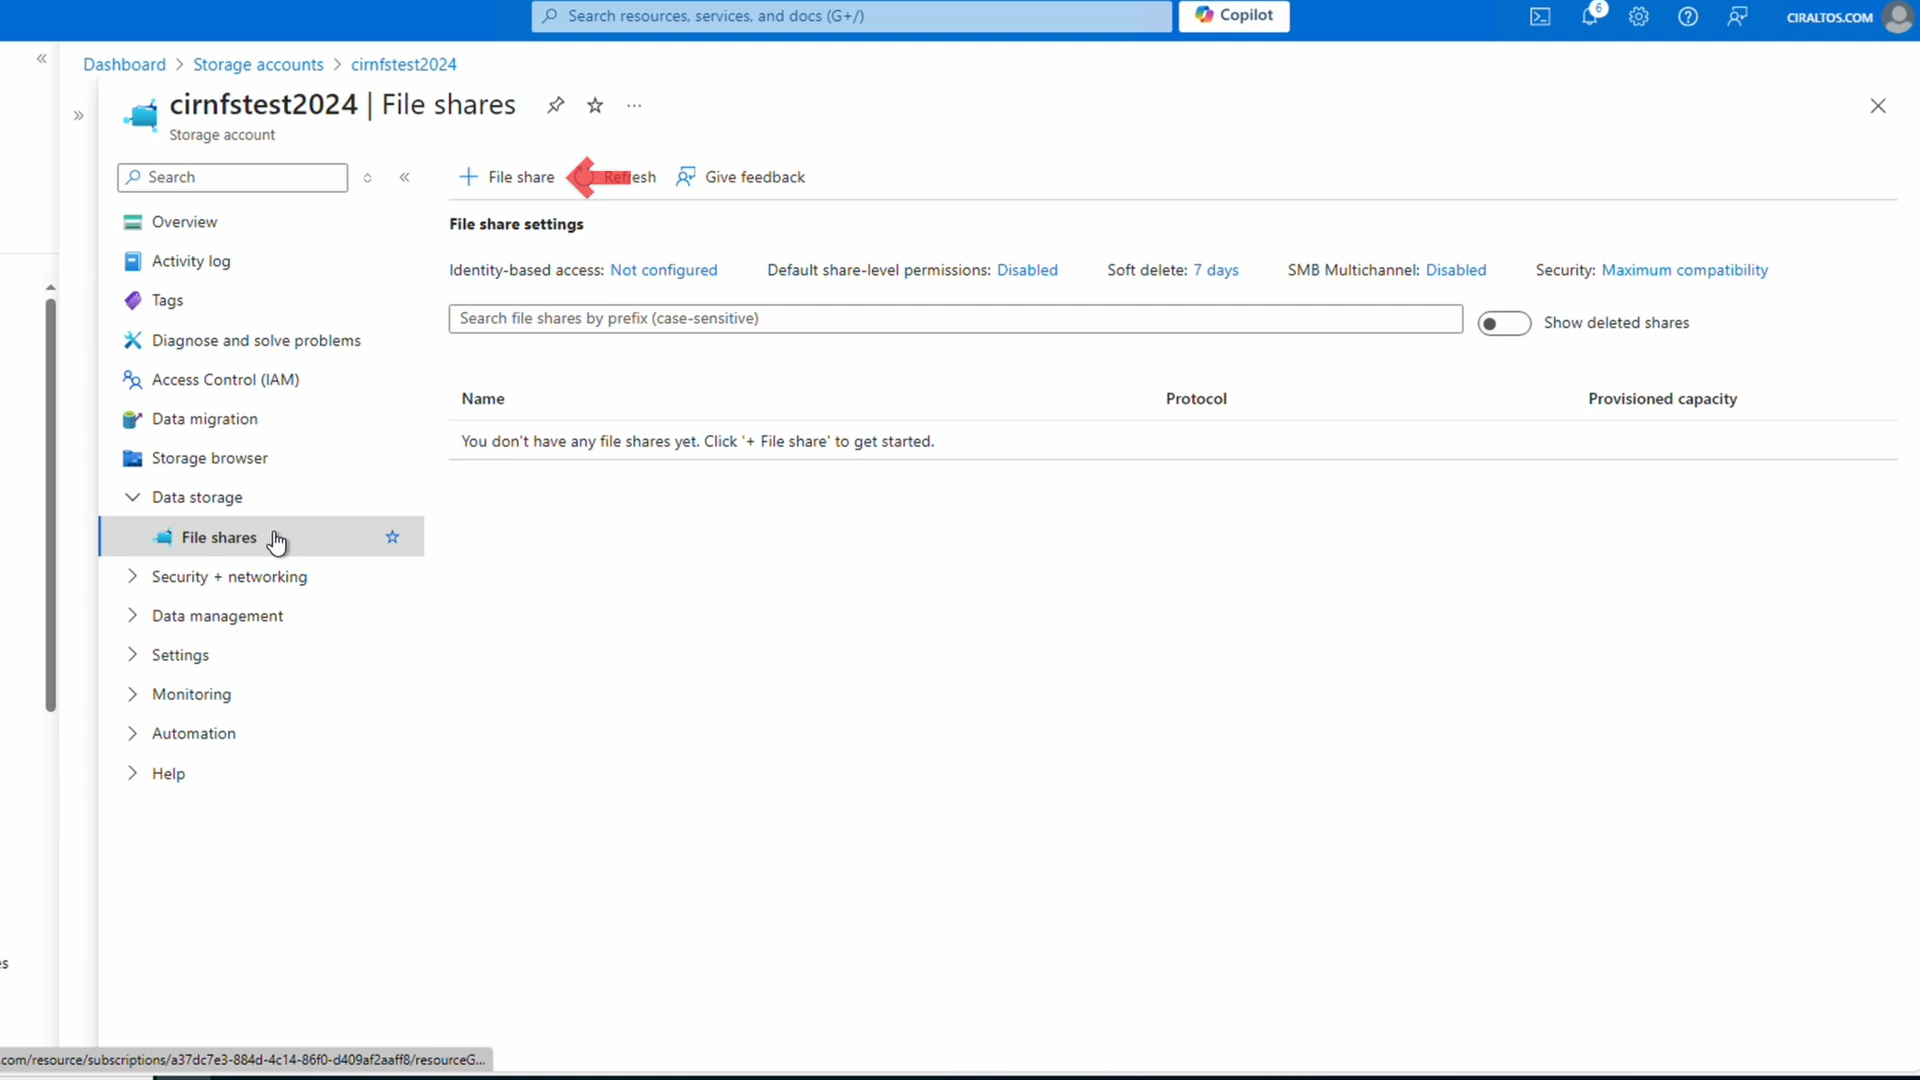 Search resources, services, and docs (G+/)
Copilot
6
CIRALTOS.COM
Dashboard > Storage accounts > cirnfstest2024
cirnfstest2024 | File shares
Storage account
Search
File share
Refresh
Give feedback
Overview
Activity log
Tags
Diagnose and solve problems
Access Control (IAM)
Data migration
Storage browser
Data storage
File shares
Security + networking
Data management
Settings
Monitoring
Automation
Help
File share settings
Identity-based access: Not configured
Default share-level permissions: Disabled
Soft delete: 7 days
SMB Multichannel: Disabled
Security: Maximum compatibility
Search file shares by prefix (case-sensitive)
Show deleted shares
Name
Protocol
Provisioned capacity
You don't have any file shares yet. Click '+ File share' to get started.
es
.com/resource/subscriptions/a37dc7e3-884d-4c14-86f0-d409af2aaff8/resourceG...